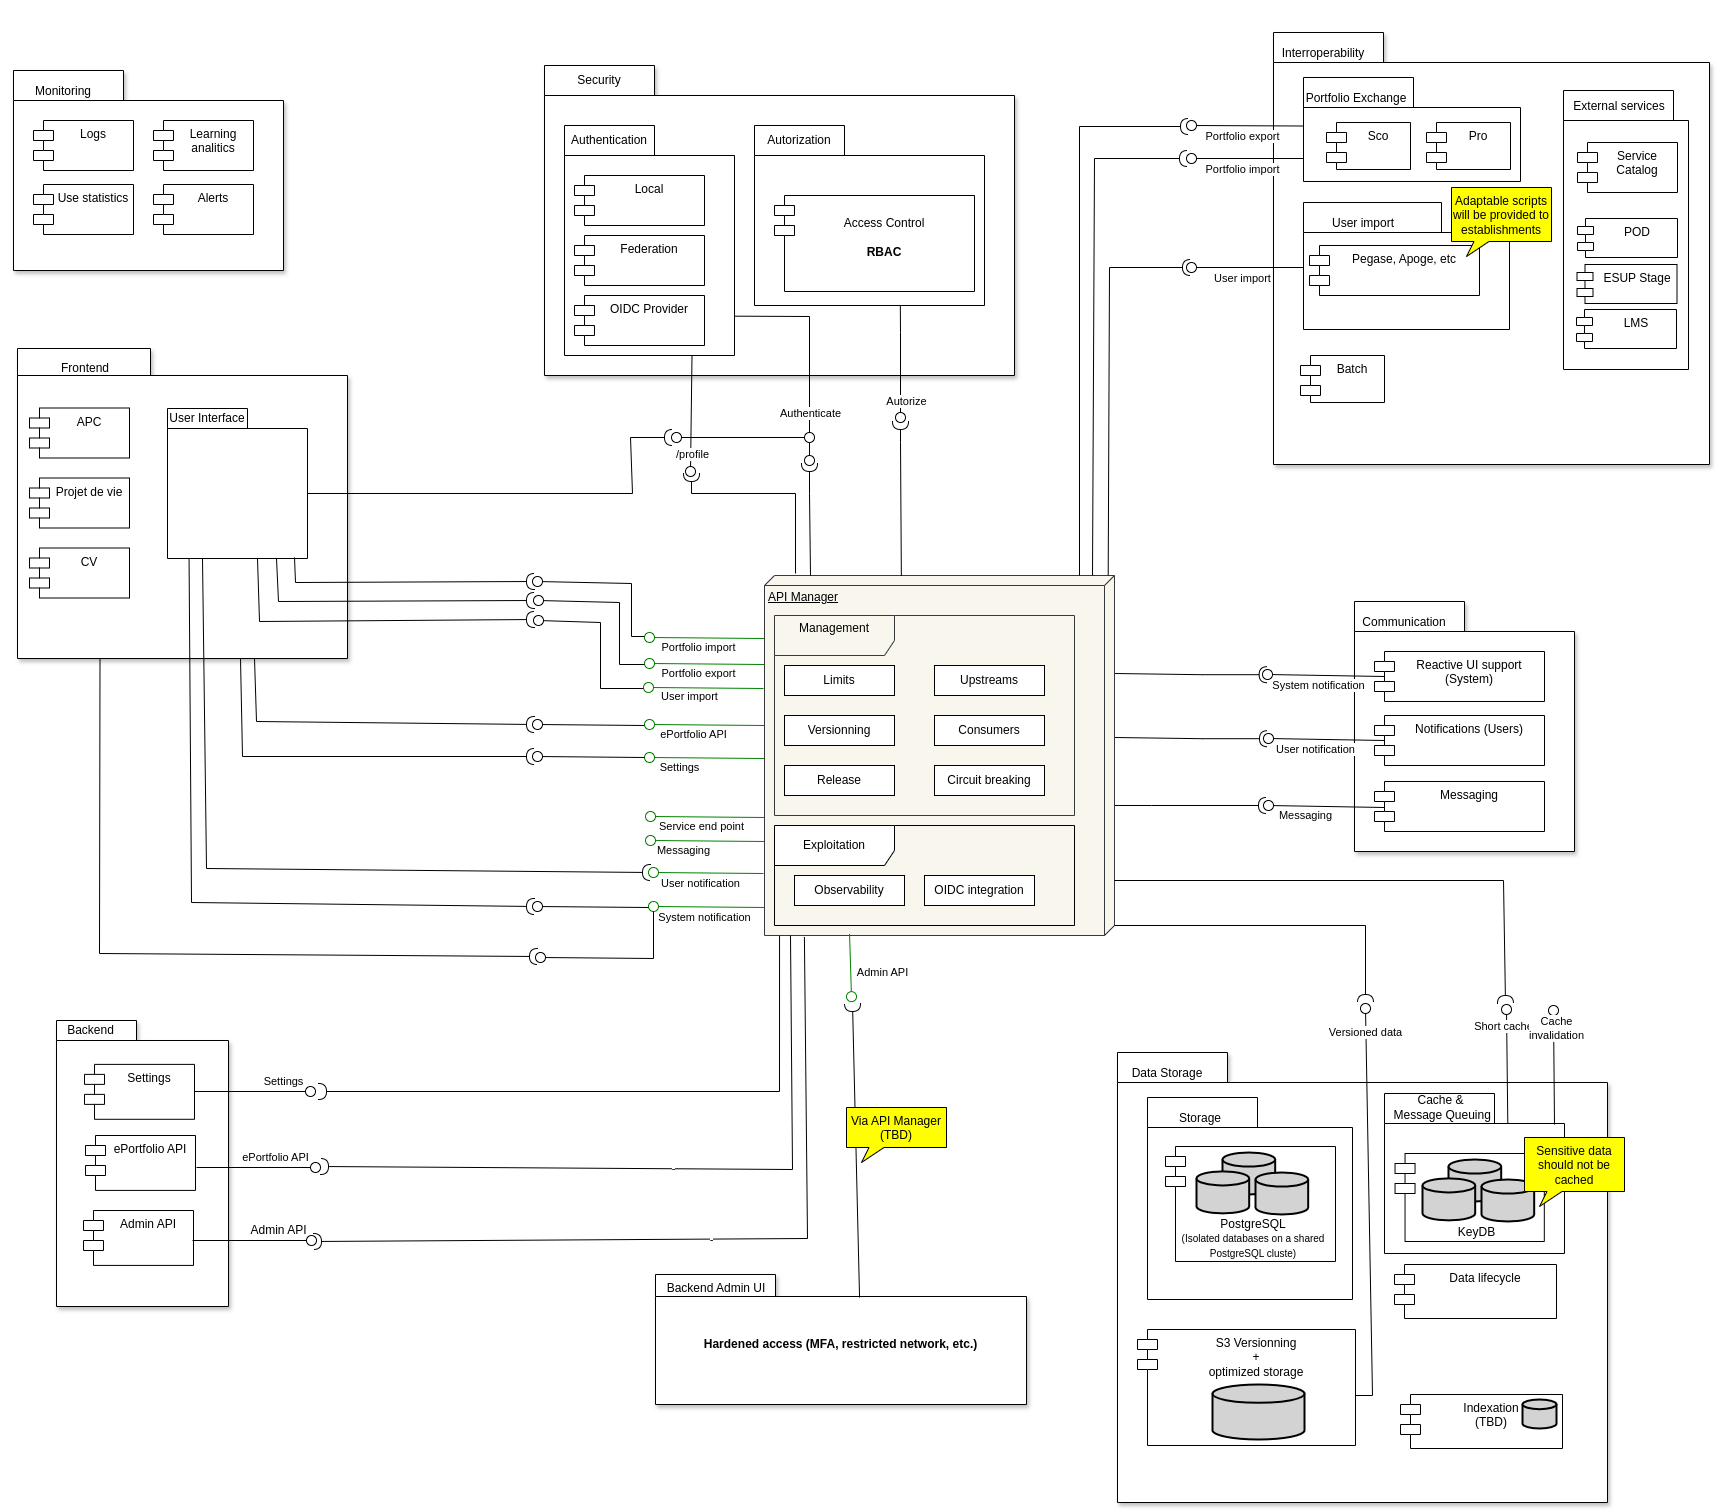 Monitoring
Logs
Learning
analitics
Use statistics
Alerts
Security
Authentication
Local
Federation
OIDC Provider
Autorization
Access Control
RBAC
Interroperability
Portfolio Exchange
Sco
Pro
User import
Adaptable scripts
will be provided to
establishments
Pegase, Apoge, etc
Batch
External services
Service
Catalog
POD
ESUP Stage
LMS
Portfolio export
Portfolio import
User import
Frontend
APC
Projet de vie
CV
User Interface
/profile
Authenticate
Autorize
API Manager
Management
Limits
Upstreams
Versionning
Consumers
Release
Circuit breaking
Exploitation
Observability
OIDC integration
Portfolio import
Portfolio export
User import
ePortfolio API
Settings
Service end point
Messaging
User notification
System notification
Communication
Reactive UI support
(System)
Notifications (Users)
Messaging
System notification
User notification
Messaging
Admin API
Via API Manager
(TBD)
Backend
Settings
ePortfolio API
Admin API
Settings
ePortfolio API
Admin API
Backend Admin UI
Hardened access (MFA, restricted network, etc.)
Versioned data
Short cache
Cache
invalidation
Data Storage
Storage
PostgreSQL
(Isolated databases on a shared
PostgreSQL cluste)
Cache &
Message Queuing
Sensitive data
should not be
cached
KeyDB
Data lifecycle
S3 Versionning
+
optimized storage
Indexation
(TBD)